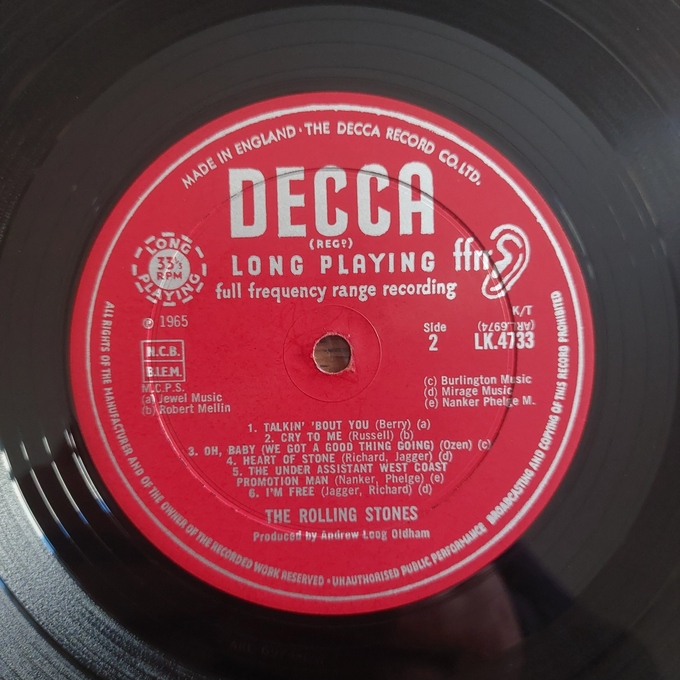 MADE IN ENGLAND · THE DECCA RECORD CO. LTD.
DECCA
(REGD)
LONG PLAYING ffrr
full frequency range recording
LONG
33⅓
RPM
PLAYING
K/T
(ARL.6974)
℗ 1965
Side
2
LK.4733
N.C.B.
B.I.E.M.
M.C.P.S.
(a) Jewel Music
(b) Robert Mellin
(c) Burlington Music
(d) Mirage Music
(e) Nanker Phelge M.
1. TALKIN' 'BOUT YOU (Berry) (a)
2. CRY TO ME (Russell) (b)
3. OH, BABY (WE GOT A GOOD THING GOING) (Ozen) (c)
4. HEART OF STONE (Richard, Jagger) (d)
5. THE UNDER ASSISTANT WEST COAST
PROMOTION MAN (Nanker, Phelge) (e)
6. I'M FREE (Jagger, Richard) (d)
THE ROLLING STONES
Produced by Andrew Loog Oldham
ALL RIGHTS OF THE MANUFACTURER AND OF THE OWNER OF THE RECORDED WORK RESERVED · UNAUTHORISED PUBLIC PERFORMANCE BROADCASTING AND COPYING OF THIS RECORD PROHIBITED